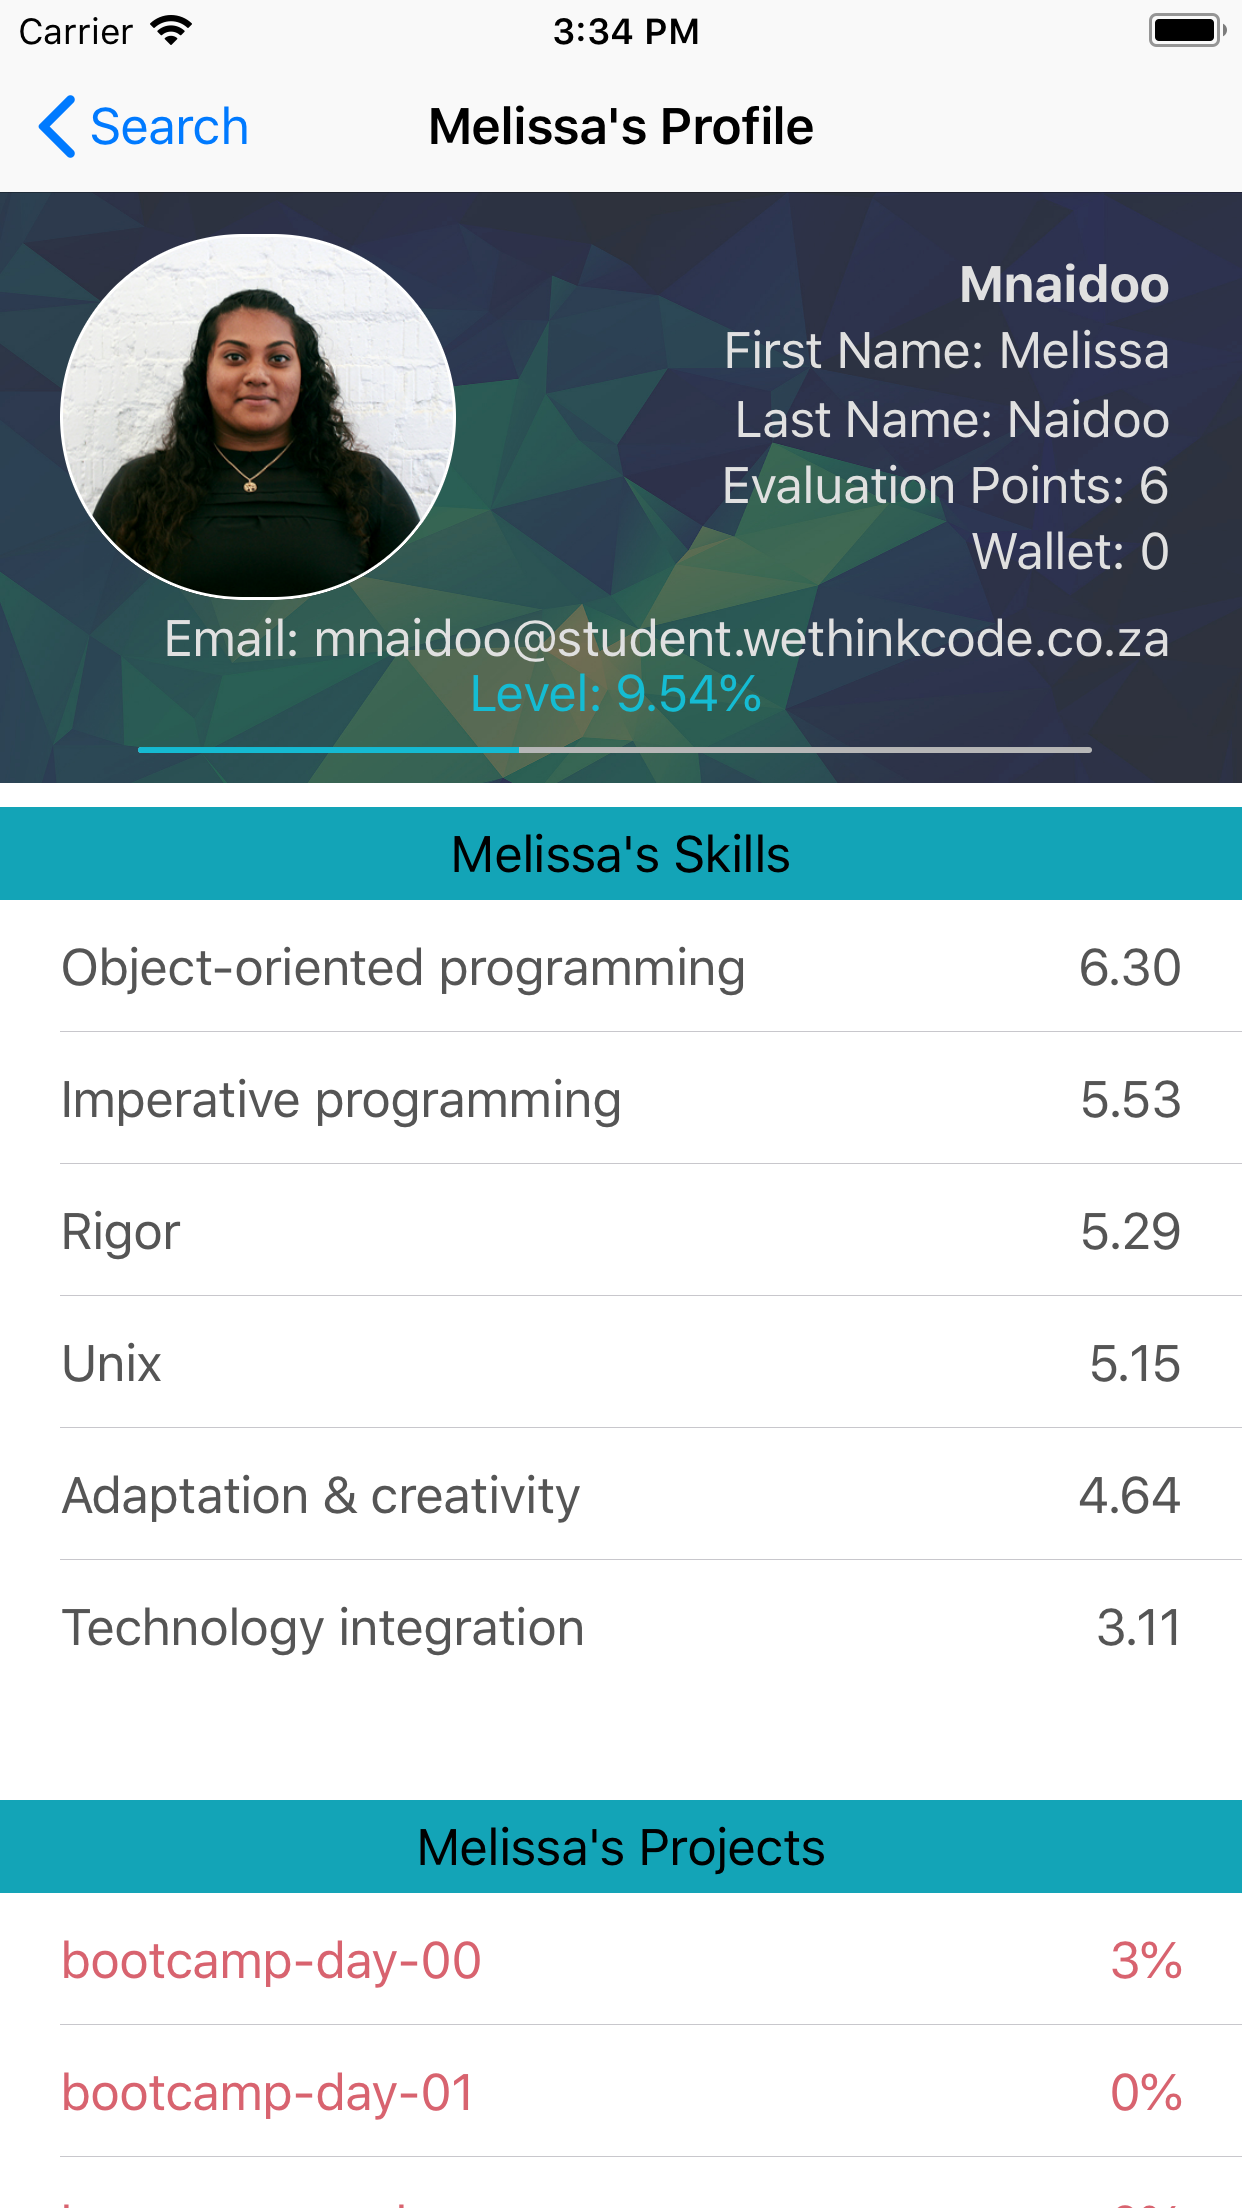 Carrier
3:34 PM
Search
Melissa's Profile
Mnaidoo
First Name: Melissa
Last Name: Naidoo
Evaluation Points: 6
Wallet: 0
Email: mnaidoo@student.wethinkcode.co.za
Level: 9.54%
Melissa's Skills
Object-oriented programming 6.30
Imperative programming 5.53
Rigor 5.29
Unix 5.15
Adaptation & creativity 4.64
Technology integration 3.11
Melissa's Projects
bootcamp-day-00 3%
bootcamp-day-01 0%